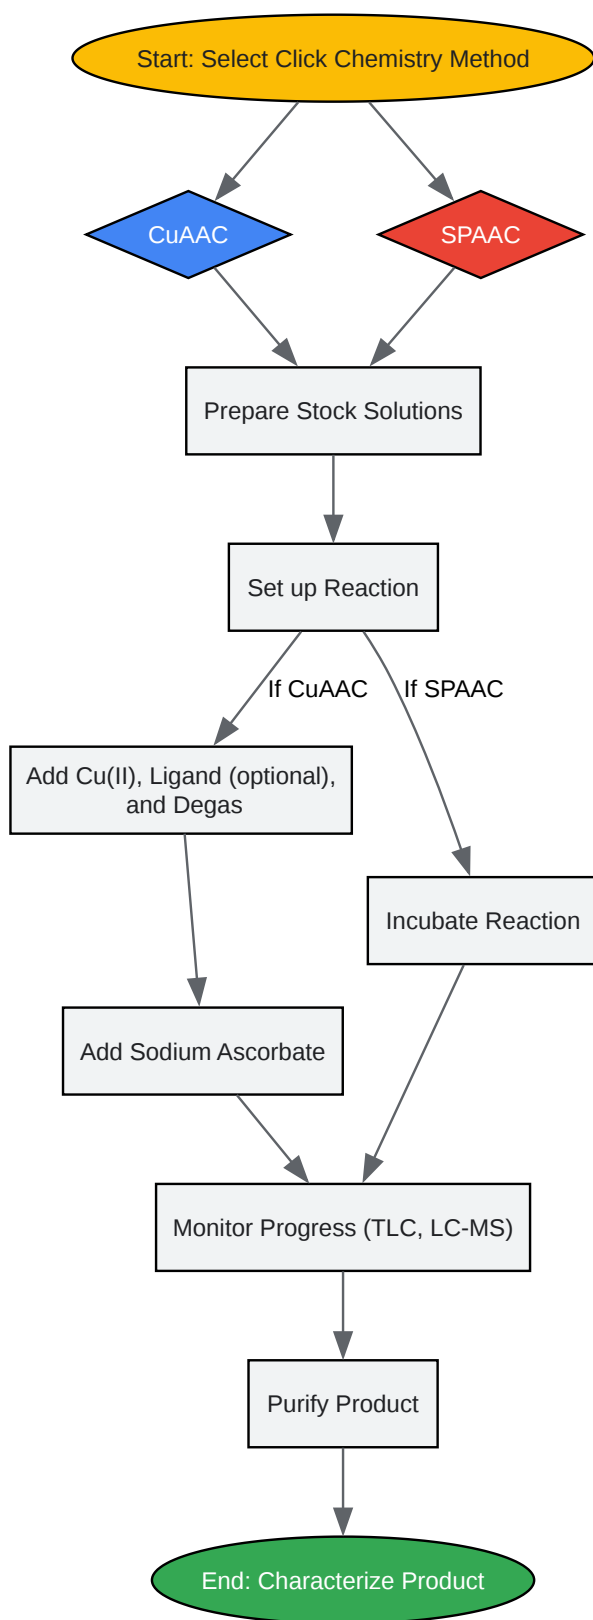 Start: Select Click Chemistry Method
CuAAC
SPAAC
Prepare Stock Solutions
Set up Reaction
If CuAAC
If SPAAC
Add Cu(II), Ligand (optional),
and Degas
Incubate Reaction
Add Sodium Ascorbate
Monitor Progress (TLC, LC-MS)
Purify Product
End: Characterize Product